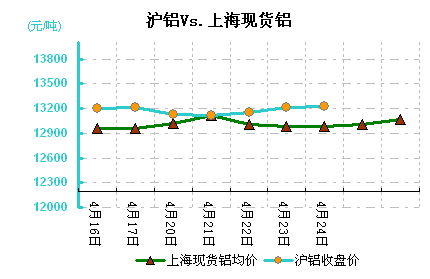 沪铝Vs.上海现货铝
(元/吨)
13800
13500
13200
12900
12600
12300
12000
4月16日
4月17日
4月20日
4月21日
4月22日
4月23日
4月24日
上海现货铝均价
沪铝收盘价